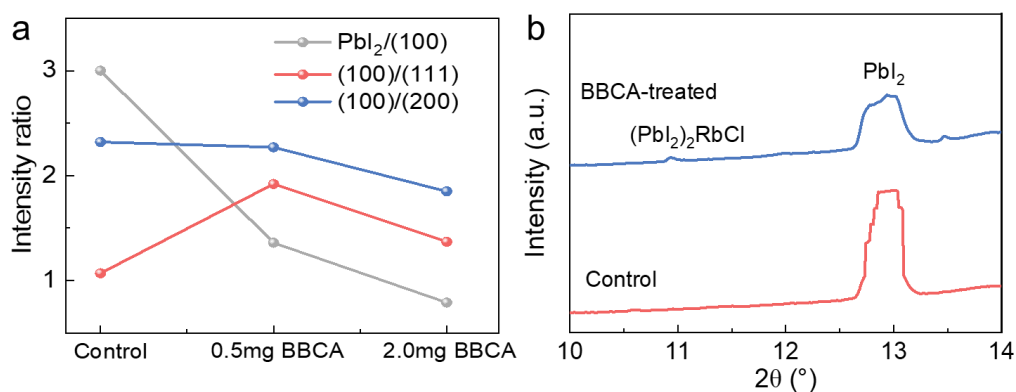 a
PbI₂/(100)
(100)/(111)
(100)/(200)
Intensity ratio
3
2
1
Control
0.5mg BBCA
2.0mg BBCA
b
PbI₂
BBCA-treated
(PbI₂)₂RbCl
Control
Intensity (a.u.)
10
11
12
13
14
2θ (°)